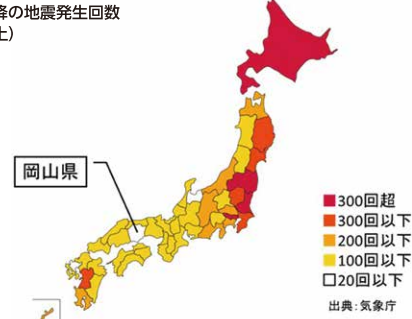 降の地震発生回数
上）
岡山県
300回超
300回以下
200回以下
100回以下
20回以下
出典：気象庁